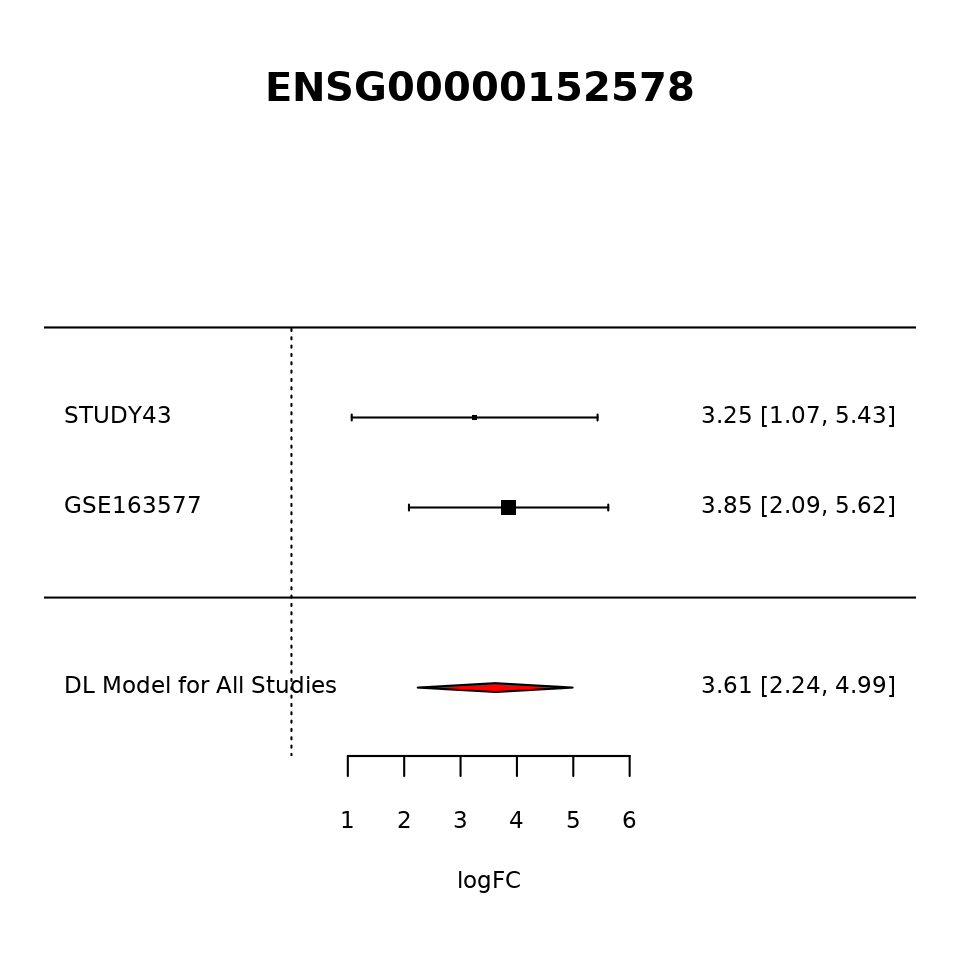 ENSG00000152578
STUDY43 3.25 [1.07, 5.43]
GSE163577 3.85 [2.09, 5.62]
DL Model for All Studies 3.61 [2.24, 4.99]
1 2 3 4 5 6
logFC